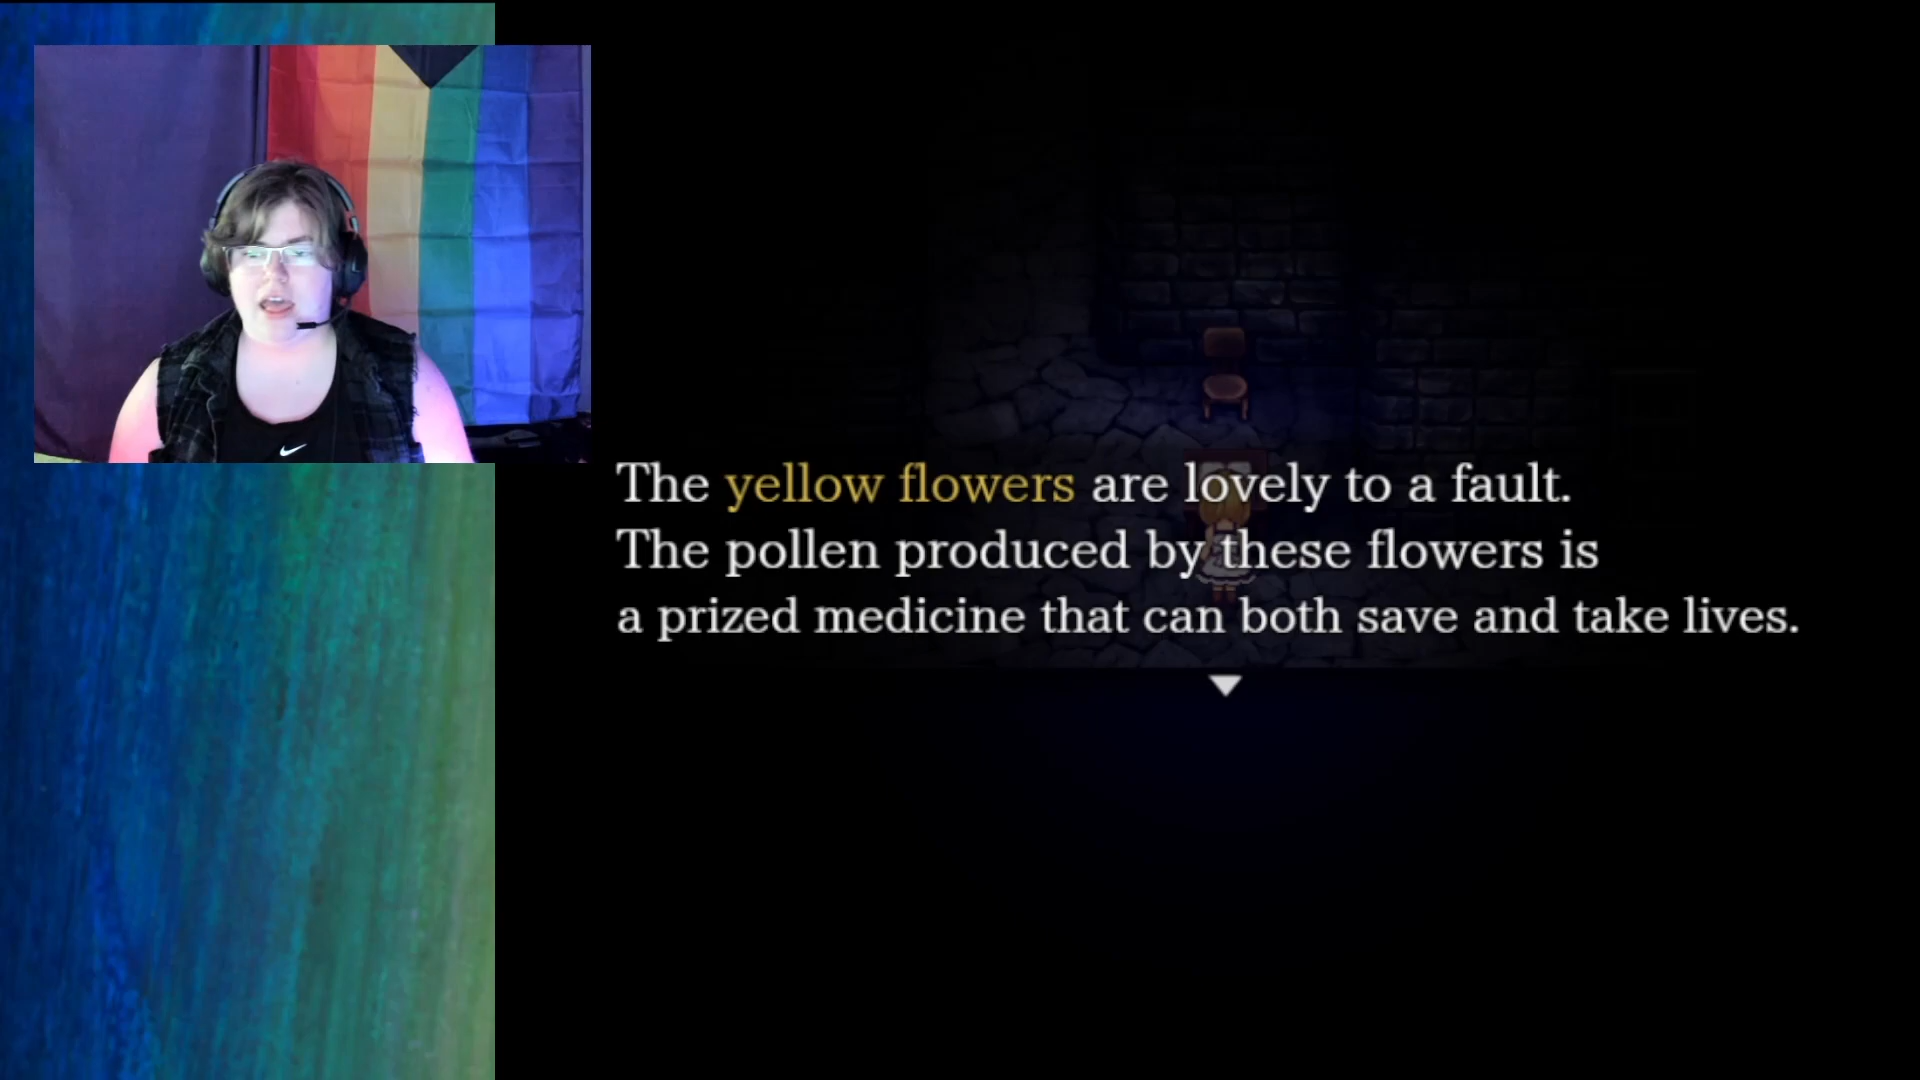 The yellow flowers are lovely to a fault.
The pollen produced by these flowers is
a prized medicine that can both save and take lives.